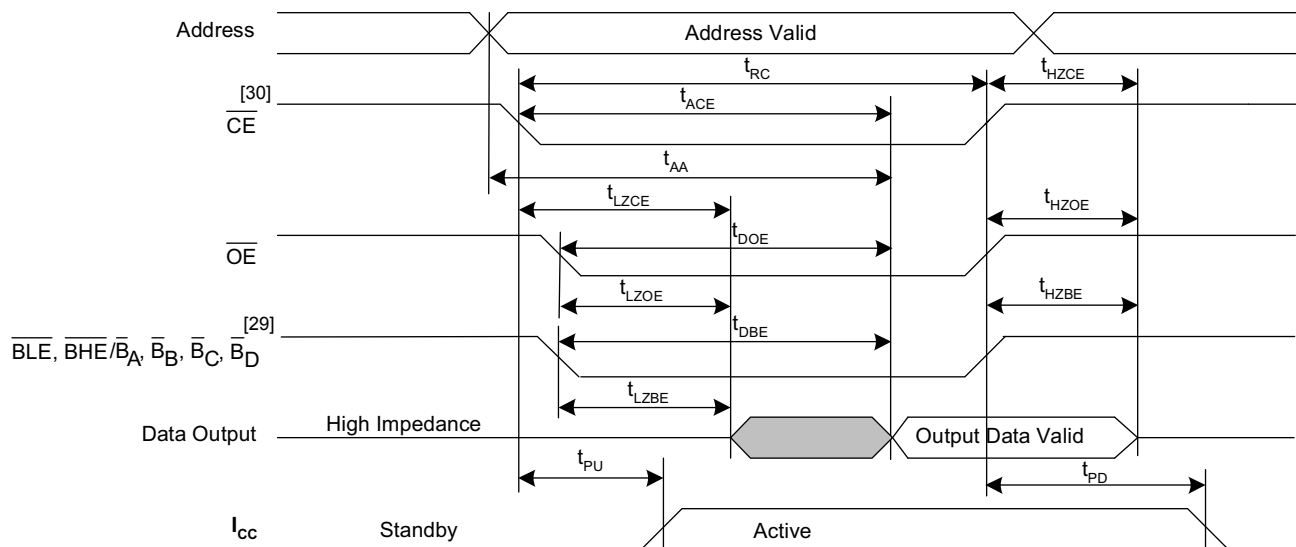 Address
Address Valid
tRC
tHZCE
[30]
CE
tACE
tAA
tLZCE
tHZOE
OE
tDOE
tLZOE
tHZBE
[29]
BLE, BHE/BA, BB, BC, BD
tDBE
tLZBE
Data Output
High Impedance
Output Data Valid
tPU
tPD
ICC
Standby
Active